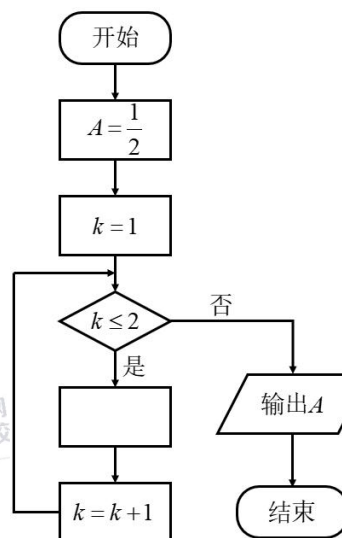 开始
A = 1/2
k = 1
k ≤ 2
否
是
输出A
k = k + 1
结束